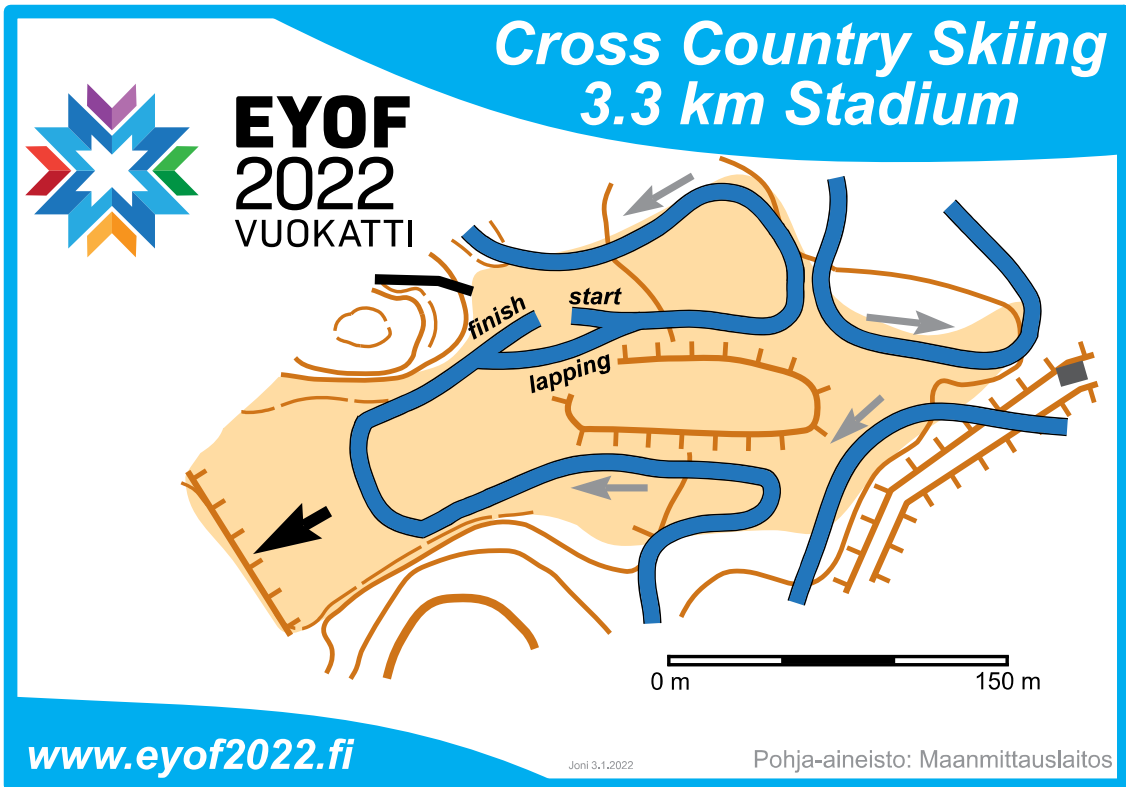 Cross Country Skiing
3.3 km Stadium
EYOF
2022
VUOKATTI
finish
start
lapping
0 m
150 m
www.eyof2022.fi
Joni 3.1.2022
Pohja-aineisto: Maanmittauslaitos